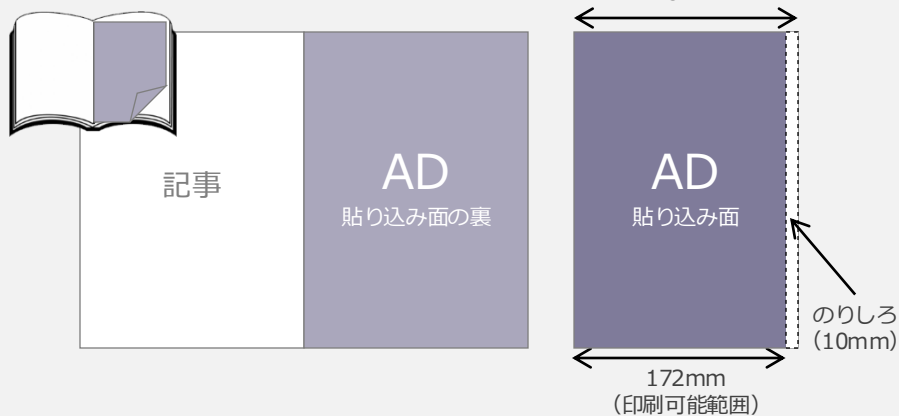 記事
AD
貼り込み面の裏
AD
貼り込み面
のりしろ
（10mm）
172mm
（印刷可能範囲）